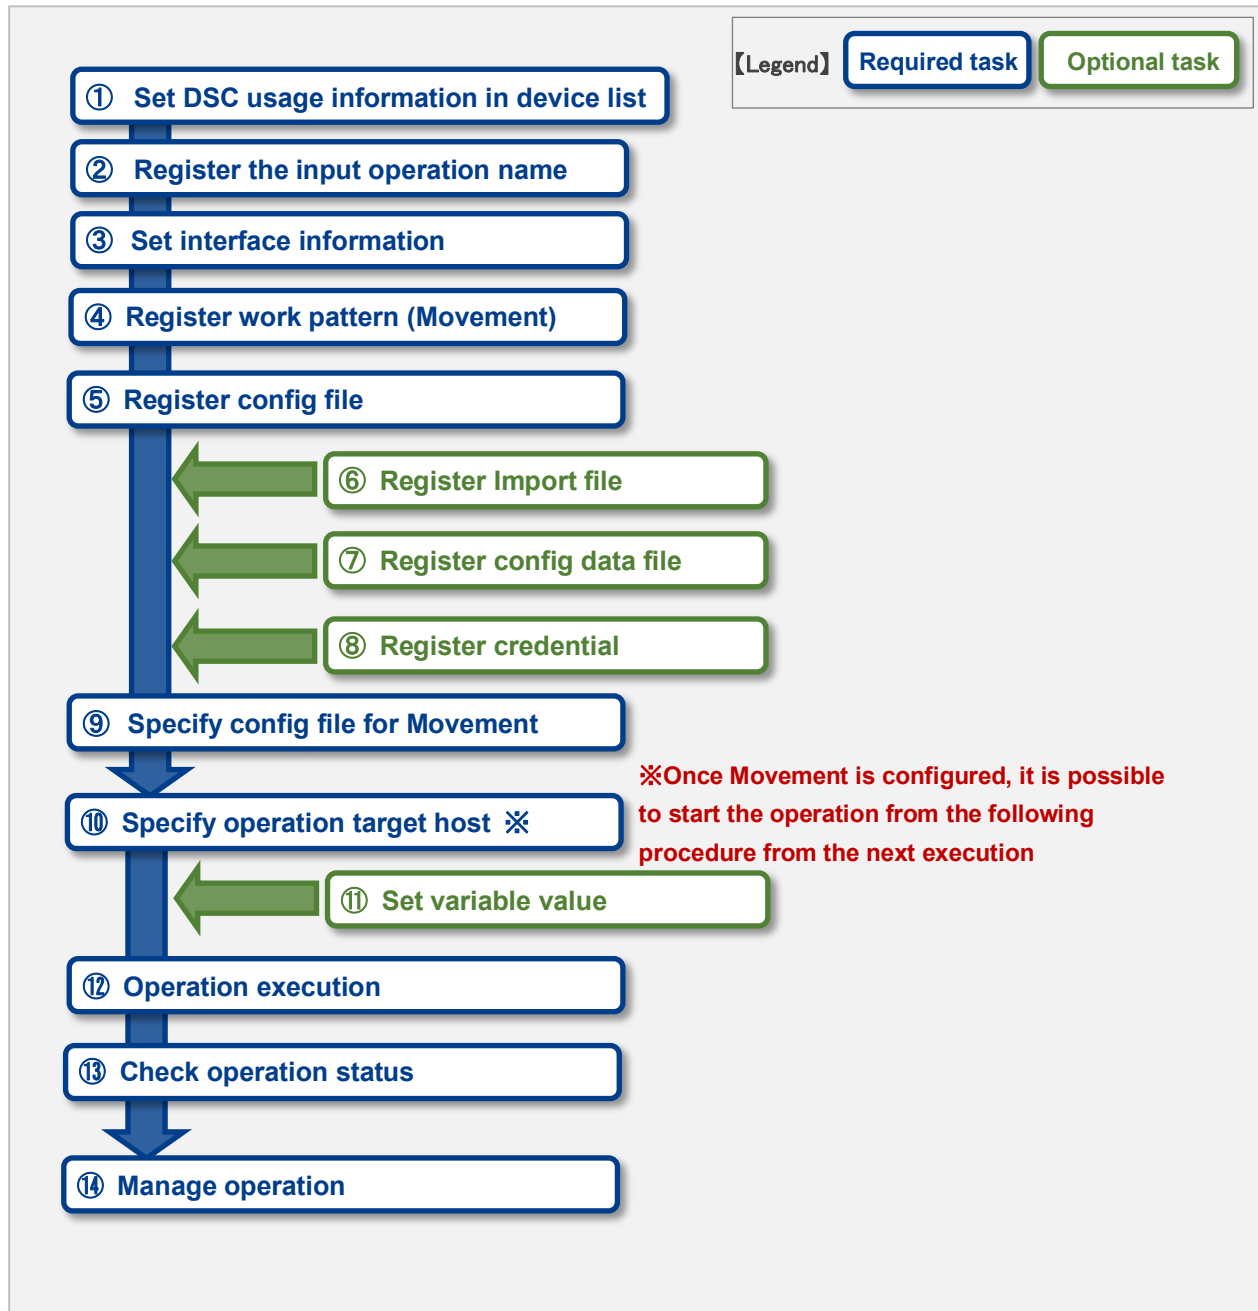 【Legend】 Required task Optional task
① Set DSC usage information in device list
② Register the input operation name
③ Set interface information
④ Register work pattern (Movement)
⑤ Register config file
⑥ Register Import file
⑦ Register config data file
⑧ Register credential
⑨ Specify config file for Movement
※Once Movement is configured, it is possible
to start the operation from the following
procedure from the next execution
⑩ Specify operation target host ※
⑪ Set variable value
⑫ Operation execution
⑬ Check operation status
⑭ Manage operation